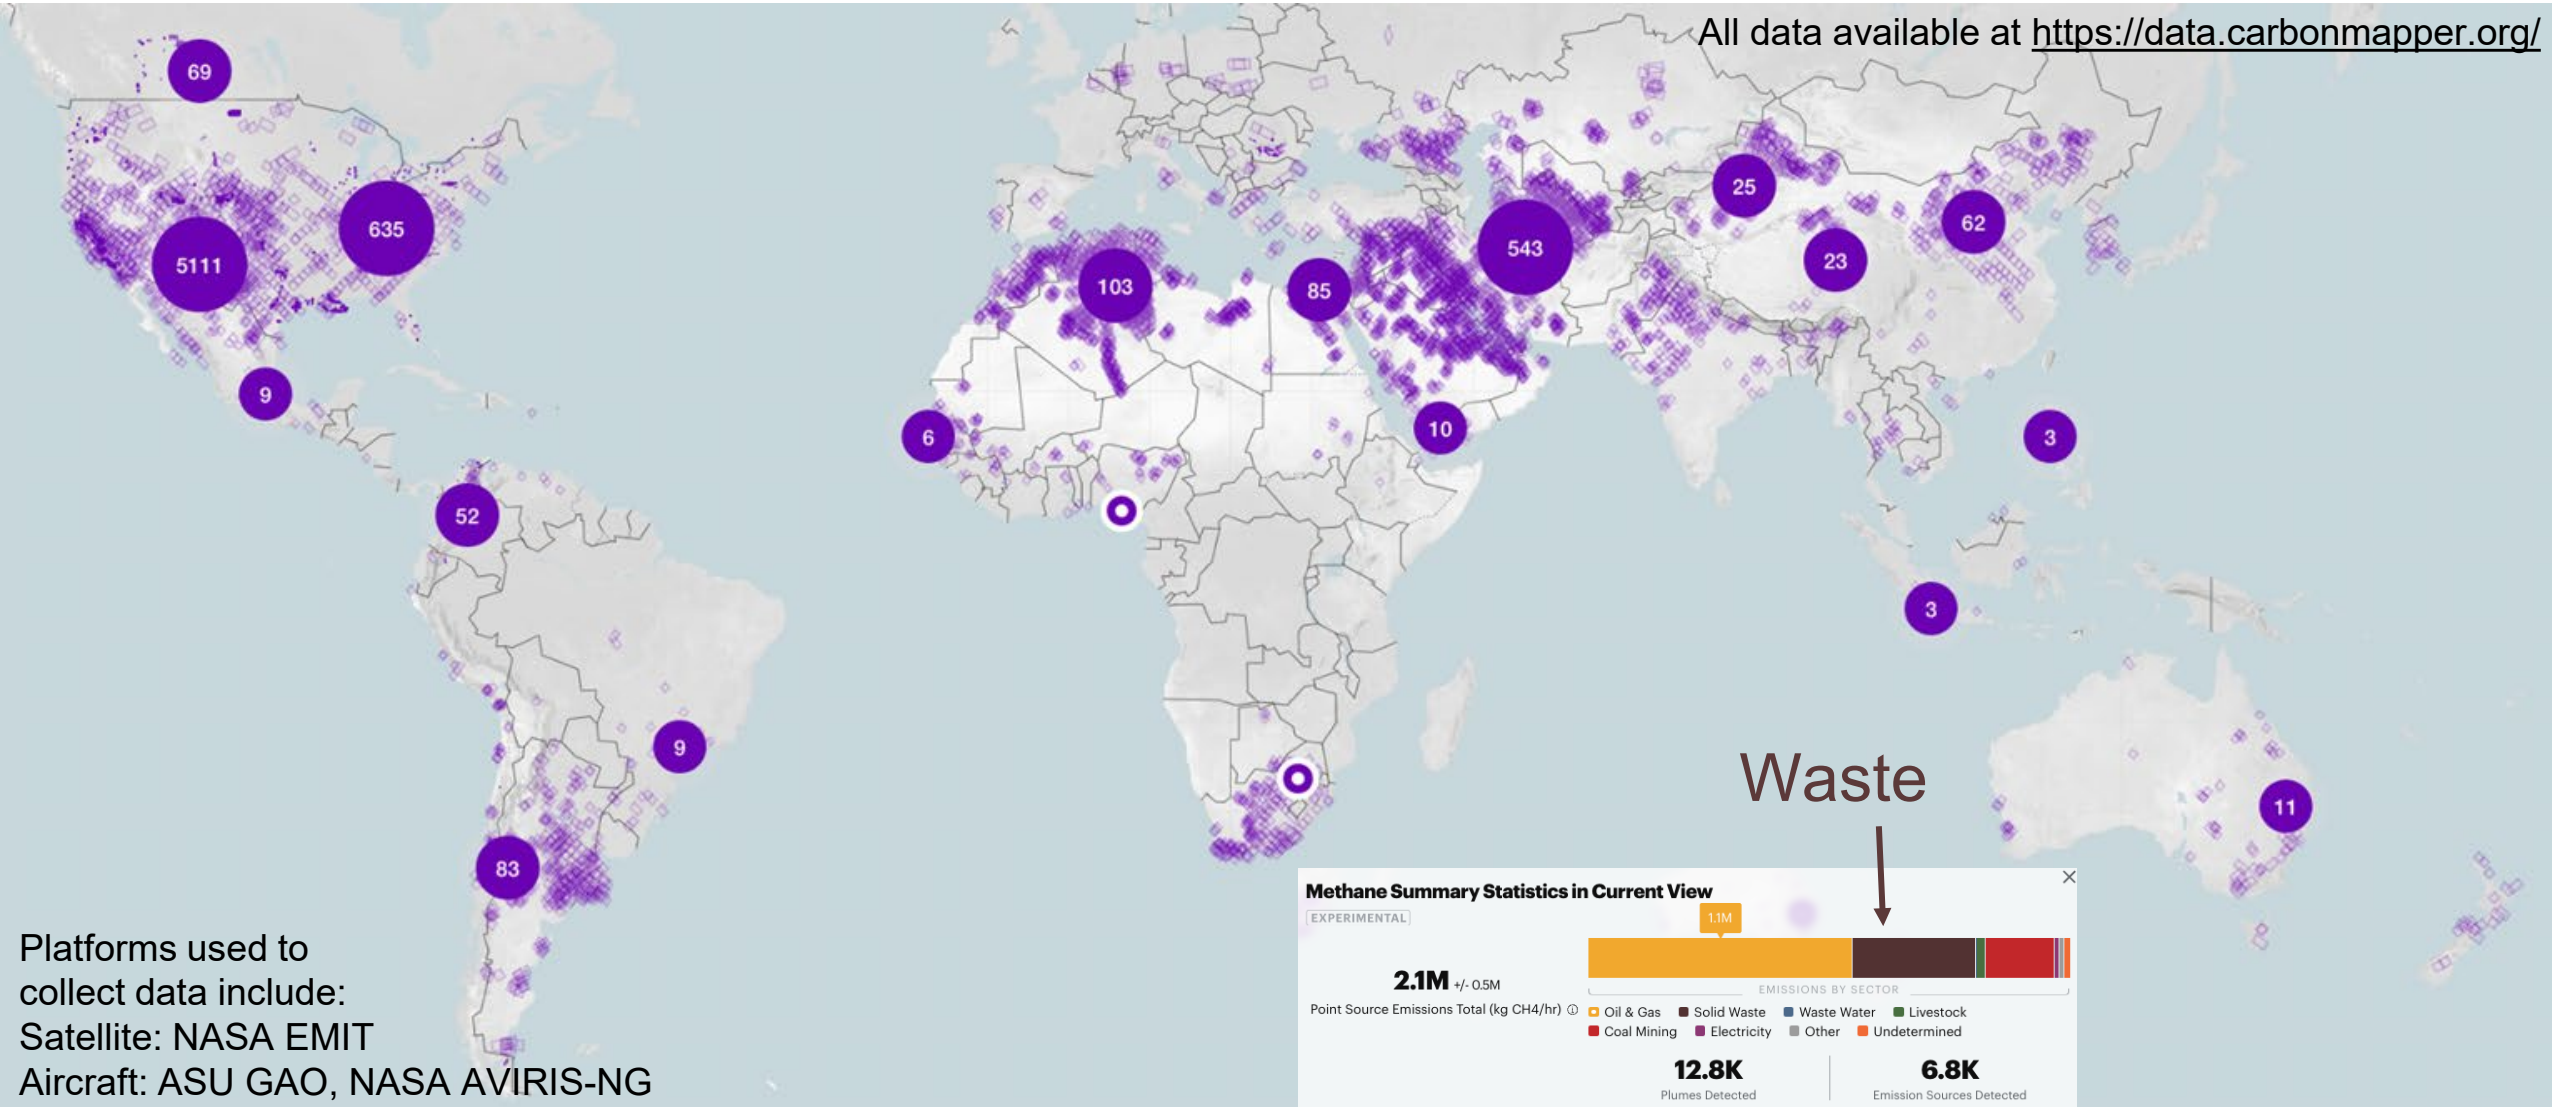 All data available at https://data.carbonmapper.org/
69
635
5111
9
52
9
83
103
85
543
25
62
23
6
10
3
3
11
Waste
Platforms used to
collect data include:
Satellite: NASA EMIT
Aircraft: ASU GAO, NASA AVIRIS-NG
Methane Summary Statistics in Current View
EXPERIMENTAL
1.1M
2.1M +/- 0.5M
Point Source Emissions Total (kg CH4/hr)
EMISSIONS BY SECTOR
Oil & Gas Solid Waste Waste Water Livestock
Coal Mining Electricity Other Undetermined
12.8K 6.8K
Plumes Detected Emission Sources Detected